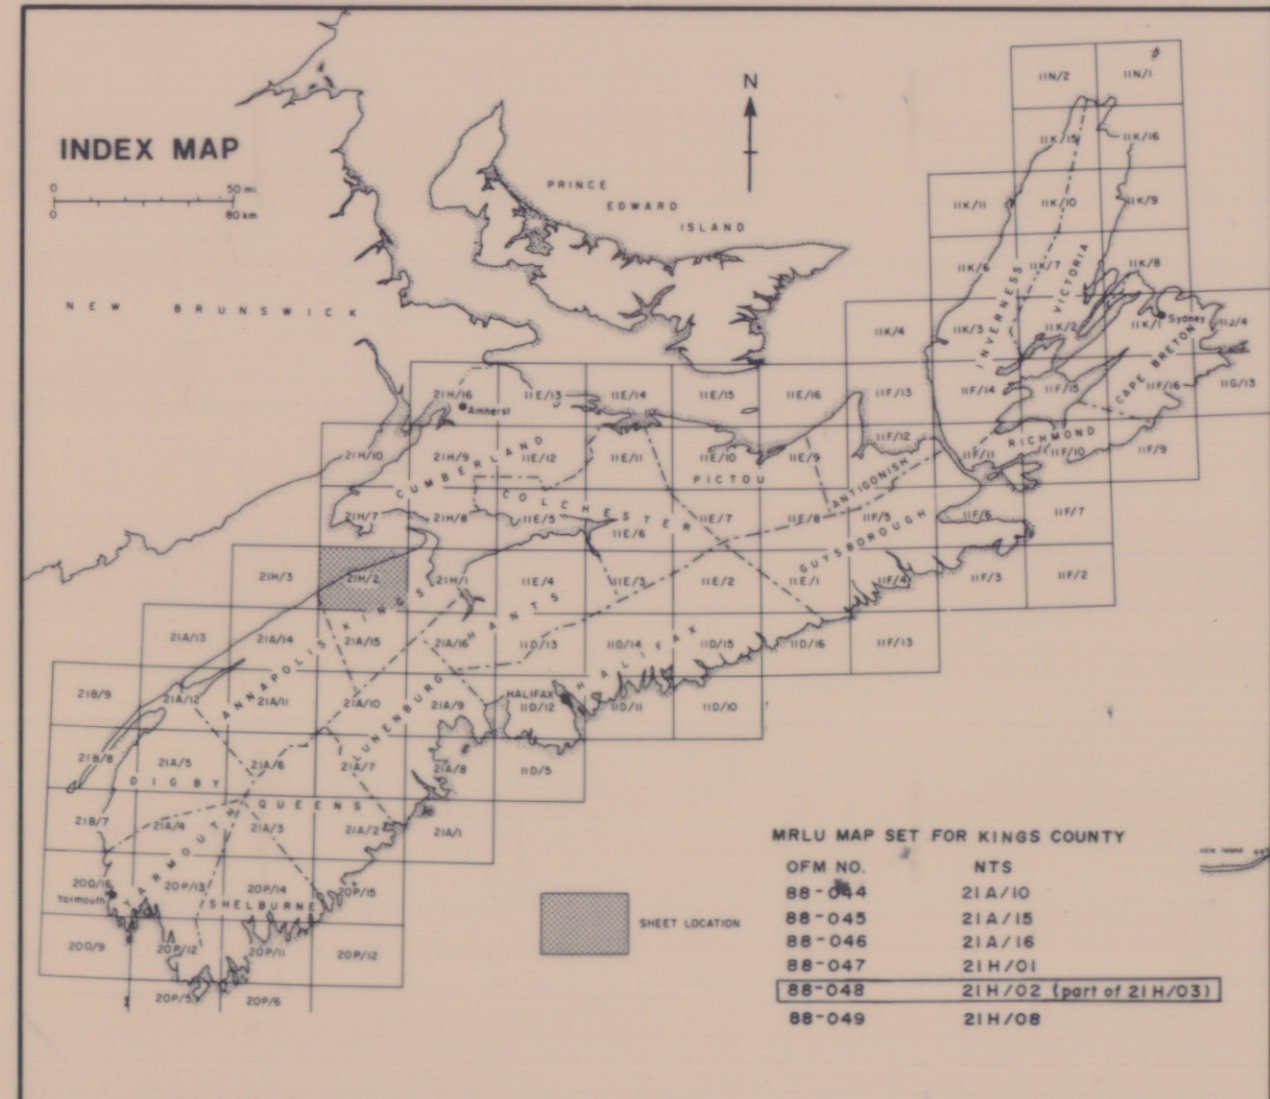 INDEX MAP
0 50 mi
0 80 km
N
PRINCE
EDWARD
ISLAND
NEW BRUNSWICK
11N/2 11N/1
11K/15 11K/16
11K/11 11K/10 11K/9
11K/6 11K/7 11K/8
INVERNESS
VICTORIA
11K/4 11K/3 11K/2 11K/1 Sydney 11J/4
CAPE BRETON
21H/16 11E/13 11E/14 11E/15 11E/16 11F/13 11F/14 11F/15 11F/16 11G/13
Amherst
21H/10 21H/9 11E/12 11E/11 11E/10 11E/9 11F/12 11F/11 11F/10 11F/9
RICHMOND
CUMBERLAND
COLCHESTER
PICTOU
ANTIGONISH
21H/7 21H/8 11E/5 11E/6 11E/7 11E/8 11F/5 11F/6 11F/7
GUYSBOROUGH
21H/3 21H/2 21H/1 11E/4 11E/3 11E/2 11E/1 11F/4 11F/3 11F/2
KINGS
HANTS
21A/13 21A/14 21A/15 21A/16 11D/13 11D/14 11D/15 11D/16 11F/13
ANNAPOLIS
HALIFAX
21B/9 21A/12 21A/11 21A/10 21A/9 11D/12 11D/11 11D/10
HALIFAX
LUNENBURG
21B/8 21A/5 21A/6 21A/7 21A/8 11D/5
DIGBY
QUEENS
21B/7 21A/4 21A/3 21A/2 21A/1
YARMOUTH
20O/16 20P/13 20P/14 20P/15
Yarmouth
SHELBURNE
20O/9 20P/12 20P/11 20P/12
20P/5 20P/6
SHEET LOCATION
MRLU MAP SET FOR KINGS COUNTY
OFM NO. NTS
88-044 21A/10
88-045 21A/15
88-046 21A/16
88-047 21H/01
88-048 21H/02 (part of 21H/03)
88-049 21H/08